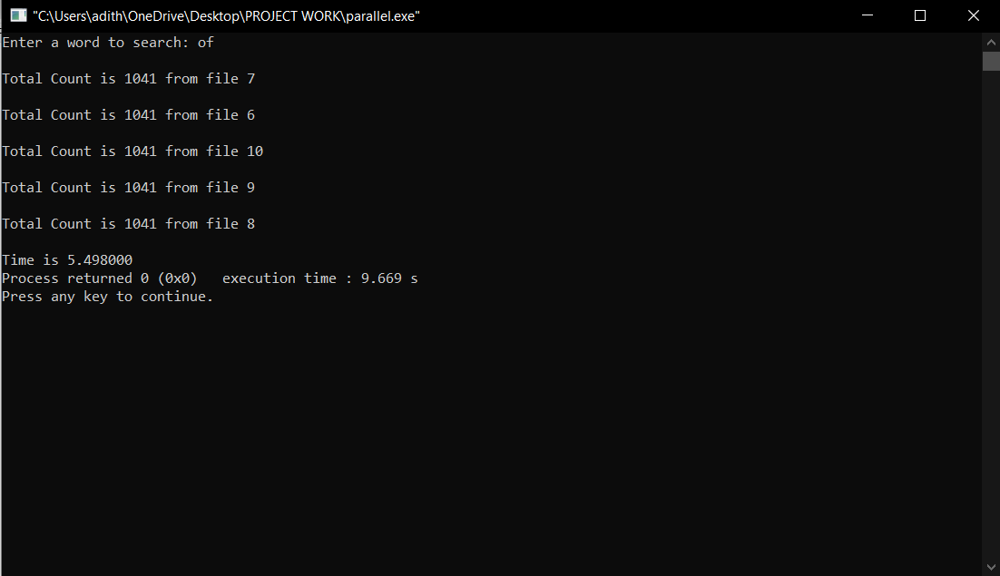 "C:\Users\adith\OneDrive\Desktop\PROJECT WORK\parallel.exe"
Enter a word to search: of
Total Count is 1041 from file 7
Total Count is 1041 from file 6
Total Count is 1041 from file 10
Total Count is 1041 from file 9
Total Count is 1041 from file 8
Time is 5.498000
Process returned 0 (0x0)   execution time : 9.669 s
Press any key to continue.